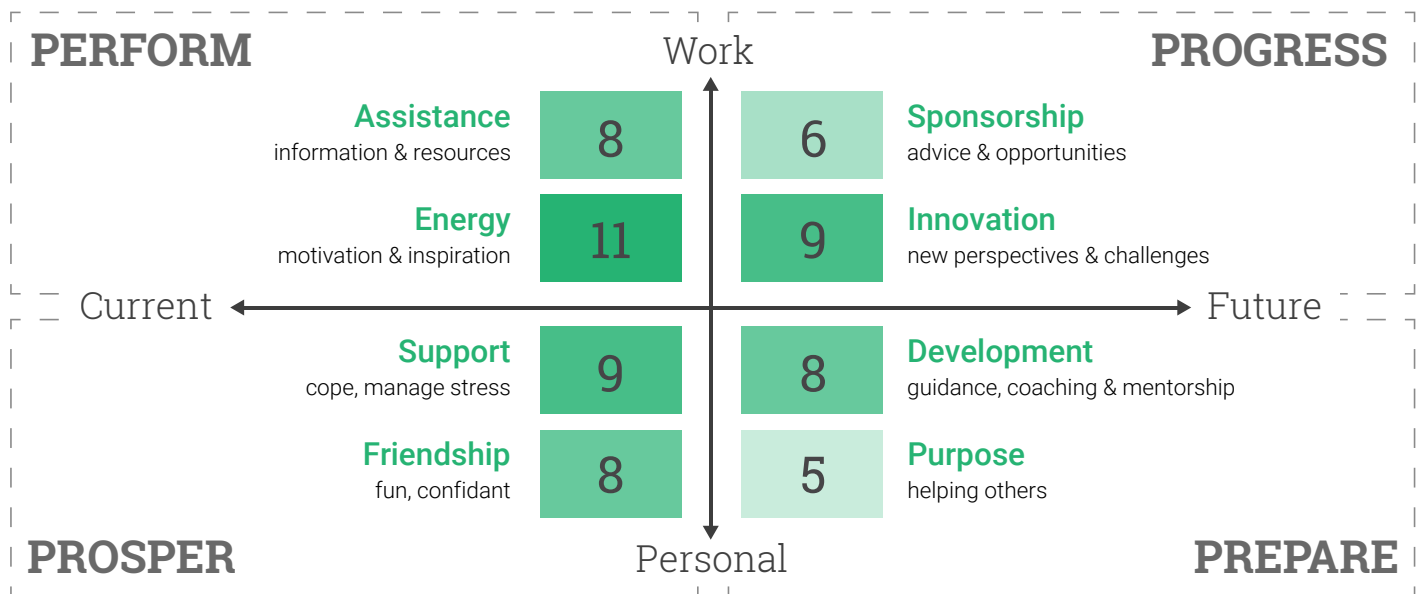 PERFORM
Work
PROGRESS
Assistance
information & resources
8
6
Sponsorship
advice & opportunities
Energy
motivation & inspiration
11
9
Innovation
new perspectives & challenges
Current
Future
Support
cope, manage stress
9
8
Development
guidance, coaching & mentorship
Friendship
fun, confidant
8
5
Purpose
helping others
PROSPER
Personal
PREPARE